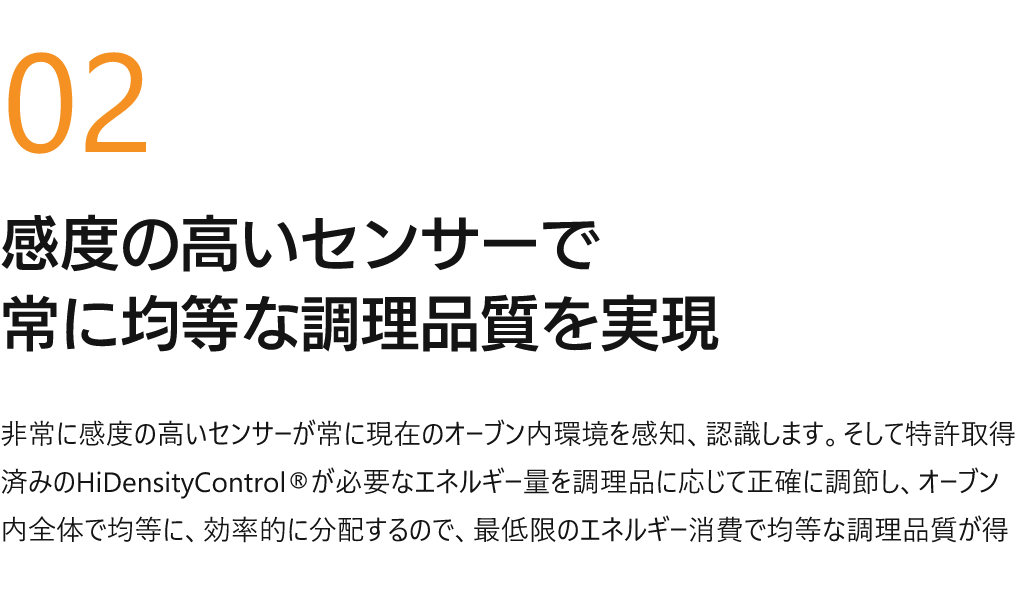 02
感度の高いセンサーで
常に均等な調理品質を実現
非常に感度の高いセンサーが常に現在のオーブン内環境を感知、認識します。そして特許取得
済みのHiDensityControl®が必要なエネルギー量を調理品に応じて正確に調節し、オーブン
内全体で均等に、効率的に分配するので、最低限のエネルギー消費で均等な調理品質が得